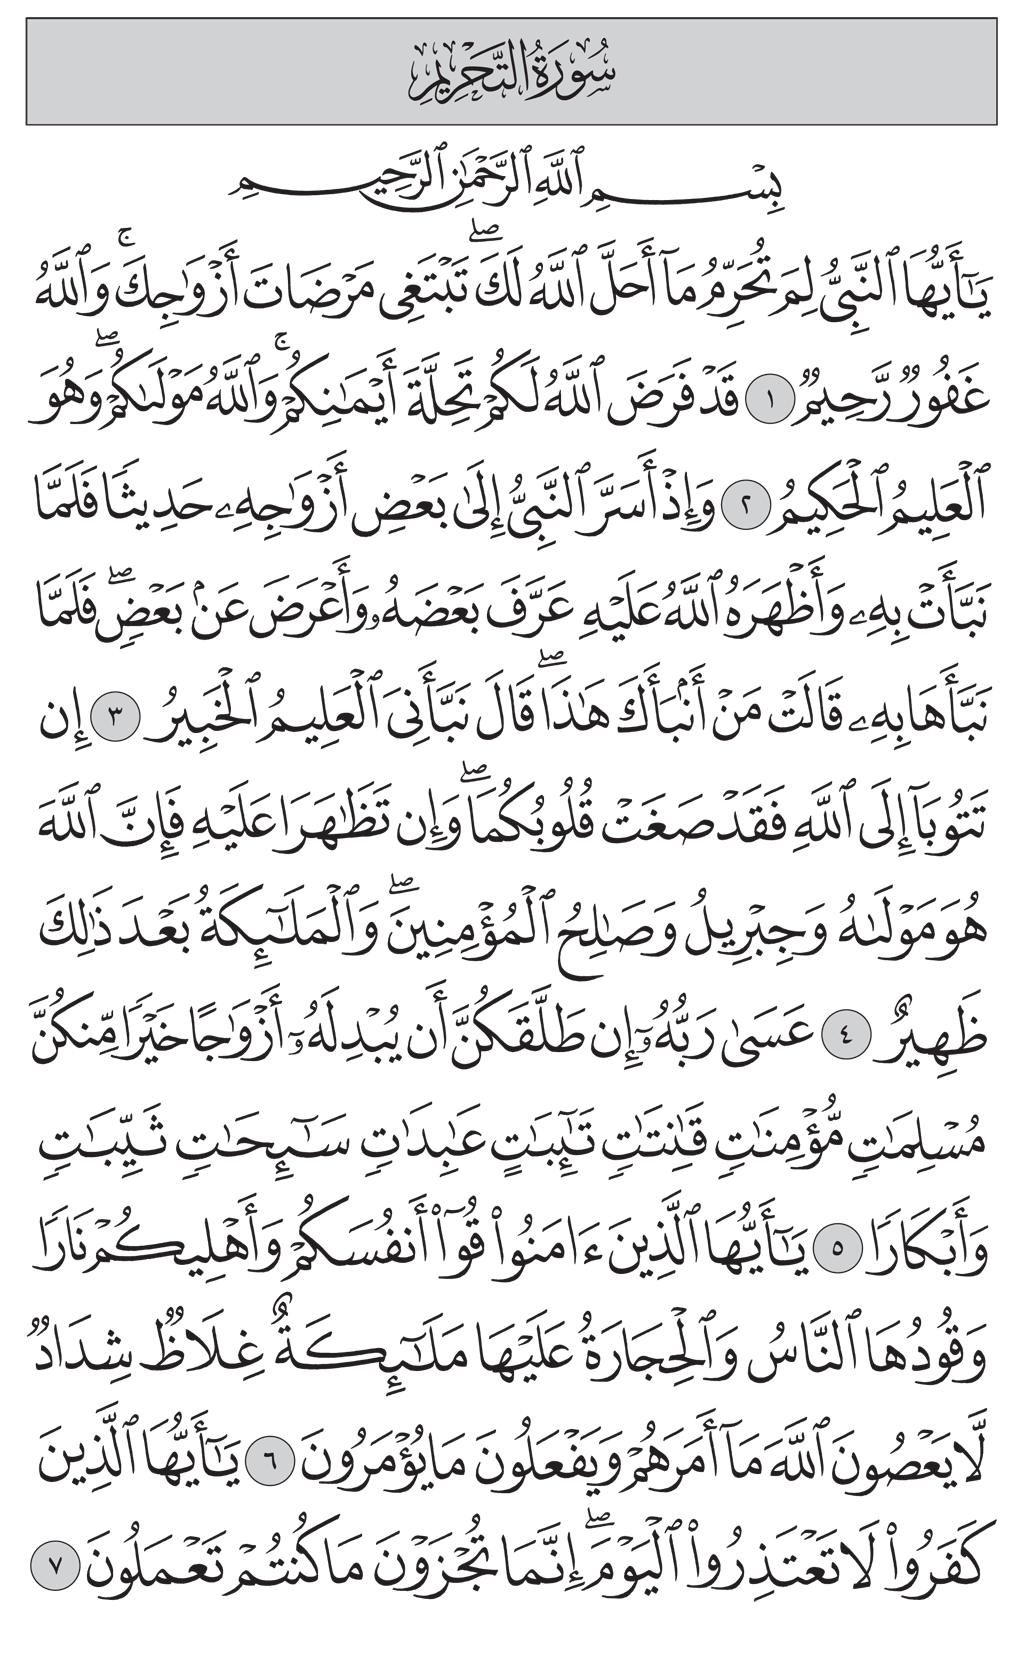 سُورَةُ التَّحۡرِيمِ
بِسۡمِ ٱللَّهِ ٱلرَّحۡمَٰنِ ٱلرَّحِيمِ
يَٰٓأَيُّهَا ٱلنَّبِيُّ لِمَ تُحَرِّمُ مَآ أَحَلَّ ٱللَّهُ لَكَۖ تَبۡتَغِي مَرۡضَاتَ أَزۡوَٰجِكَۚ وَٱللَّهُ
غَفُورٞ رَّحِيمٞ ١ قَدۡ فَرَضَ ٱللَّهُ لَكُمۡ تَحِلَّةَ أَيۡمَٰنِكُمۡۚ وَٱللَّهُ مَوۡلَىٰكُمۡۖ وَهُوَ
ٱلۡعَلِيمُ ٱلۡحَكِيمُ ٢ وَإِذۡ أَسَرَّ ٱلنَّبِيُّ إِلَىٰ بَعۡضِ أَزۡوَٰجِهِۦ حَدِيثٗا فَلَمَّا
نَبَّأَتۡ بِهِۦ وَأَظۡهَرَهُ ٱللَّهُ عَلَيۡهِ عَرَّفَ بَعۡضَهُۥ وَأَعۡرَضَ عَنۢ بَعۡضٖۖ فَلَمَّا
نَبَّأَهَا بِهِۦ قَالَتۡ مَنۡ أَنۢبَأَكَ هَٰذَاۖ قَالَ نَبَّأَنِيَ ٱلۡعَلِيمُ ٱلۡخَبِيرُ ٣ إِن
تَتُوبَآ إِلَى ٱللَّهِ فَقَدۡ صَغَتۡ قُلُوبُكُمَاۖ وَإِن تَظَٰهَرَا عَلَيۡهِ فَإِنَّ ٱللَّهَ
هُوَ مَوۡلَىٰهُ وَجِبۡرِيلُ وَصَٰلِحُ ٱلۡمُؤۡمِنِينَۖ وَٱلۡمَلَٰٓئِكَةُ بَعۡدَ ذَٰلِكَ
ظَهِيرٌ ٤ عَسَىٰ رَبُّهُۥٓ إِن طَلَّقَكُنَّ أَن يُبۡدِلَهُۥٓ أَزۡوَٰجًا خَيۡرٗا مِّنكُنَّ
مُسۡلِمَٰتٖ مُّؤۡمِنَٰتٖ قَٰنِتَٰتٖ تَٰٓئِبَٰتٍ عَٰبِدَٰتٖ سَٰٓئِحَٰتٖ ثَيِّبَٰتٖ
وَأَبۡكَارٗا ٥ يَٰٓأَيُّهَا ٱلَّذِينَ ءَامَنُواْ قُوٓاْ أَنفُسَكُمۡ وَأَهۡلِيكُمۡ نَارٗا
وَقُودُهَا ٱلنَّاسُ وَٱلۡحِجَارَةُ عَلَيۡهَا مَلَٰٓئِكَةٌ غِلَاظٞ شِدَادٞ
لَّا يَعۡصُونَ ٱللَّهَ مَآ أَمَرَهُمۡ وَيَفۡعَلُونَ مَا يُؤۡمَرُونَ ٦ يَٰٓأَيُّهَا ٱلَّذِينَ
كَفَرُواْ لَا تَعۡتَذِرُواْ ٱلۡيَوۡمَۖ إِنَّمَا تُجۡزَوۡنَ مَا كُنتُمۡ تَعۡمَلُونَ ٧